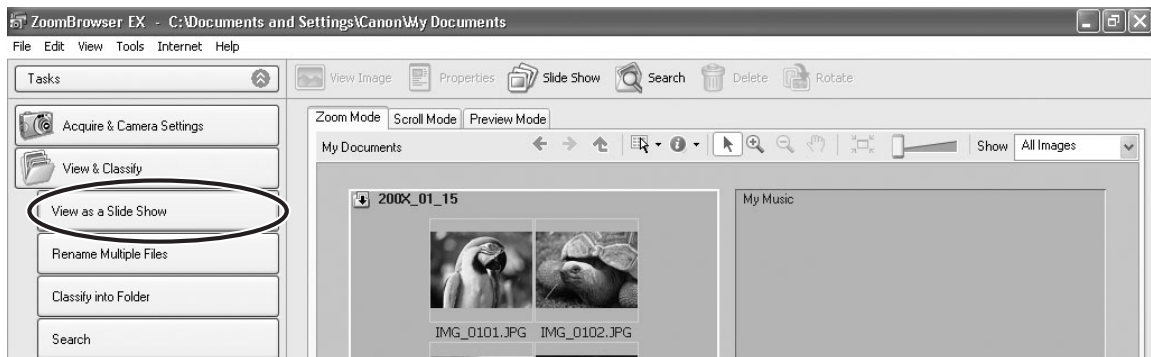 ZoomBrowser EX - C:\Documents and Settings\Canon\My Documents
File Edit View Tools Internet Help
Tasks
View Image Properties Slide Show Search Delete Rotate
Acquire & Camera Settings
View & Classify
View as a Slide Show
Rename Multiple Files
Classify into Folder
Search
Zoom Mode Scroll Mode Preview Mode
My Documents Show All Images
200X_01_15 My Music
IMG_0101.JPG IMG_0102.JPG